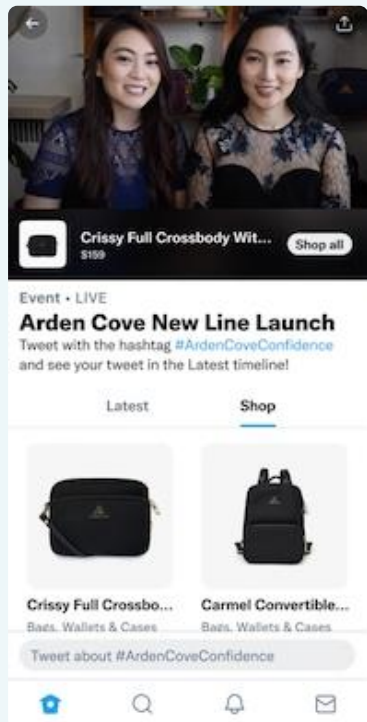 Crissy Full Crossbody Wit...
$159
Shop all
Event • LIVE
Arden Cove New Line Launch
Tweet with the hashtag #ArdenCoveConfidence
and see your tweet in the Latest timeline!
Latest
Shop
Crissy Full Crossbo...
Carmel Convertible...
Bags, Wallets & Cases
Bags, Wallets & Cases
Tweet about #ArdenCoveConfidence